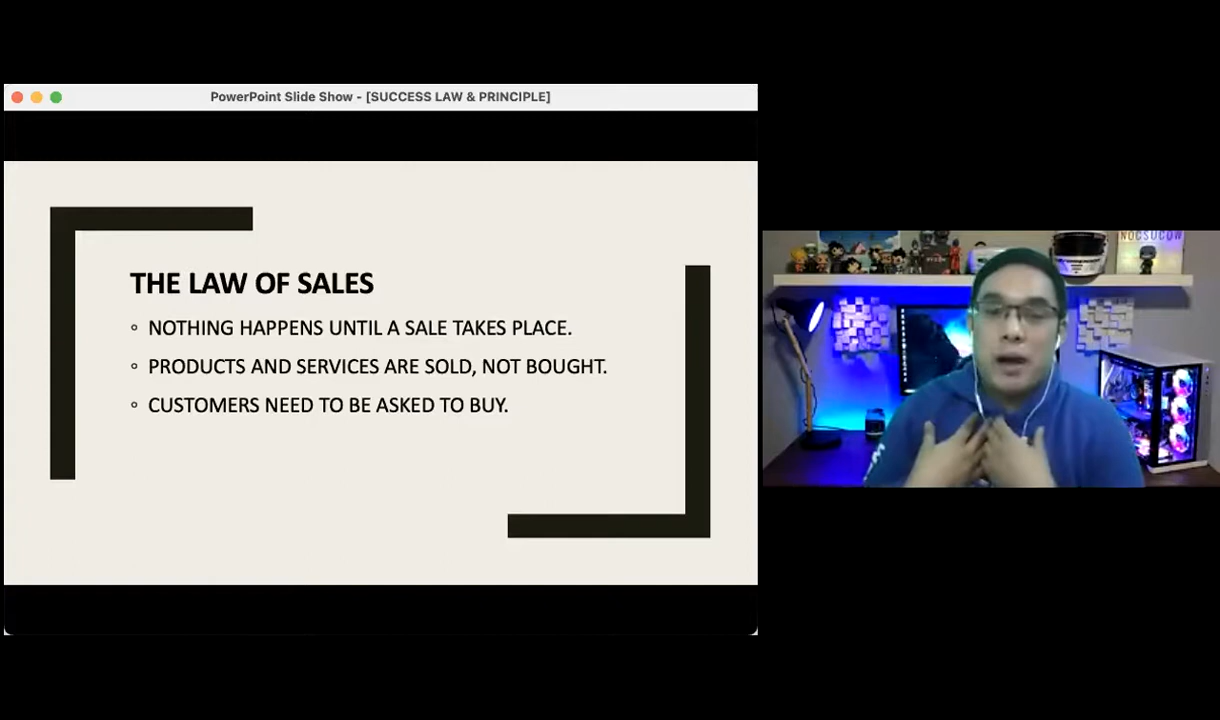 PowerPoint Slide Show - [SUCCESS LAW & PRINCIPLE]
THE LAW OF SALES
◦ NOTHING HAPPENS UNTIL A SALE TAKES PLACE.
◦ PRODUCTS AND SERVICES ARE SOLD, NOT BOUGHT.
◦ CUSTOMERS NEED TO BE ASKED TO BUY.